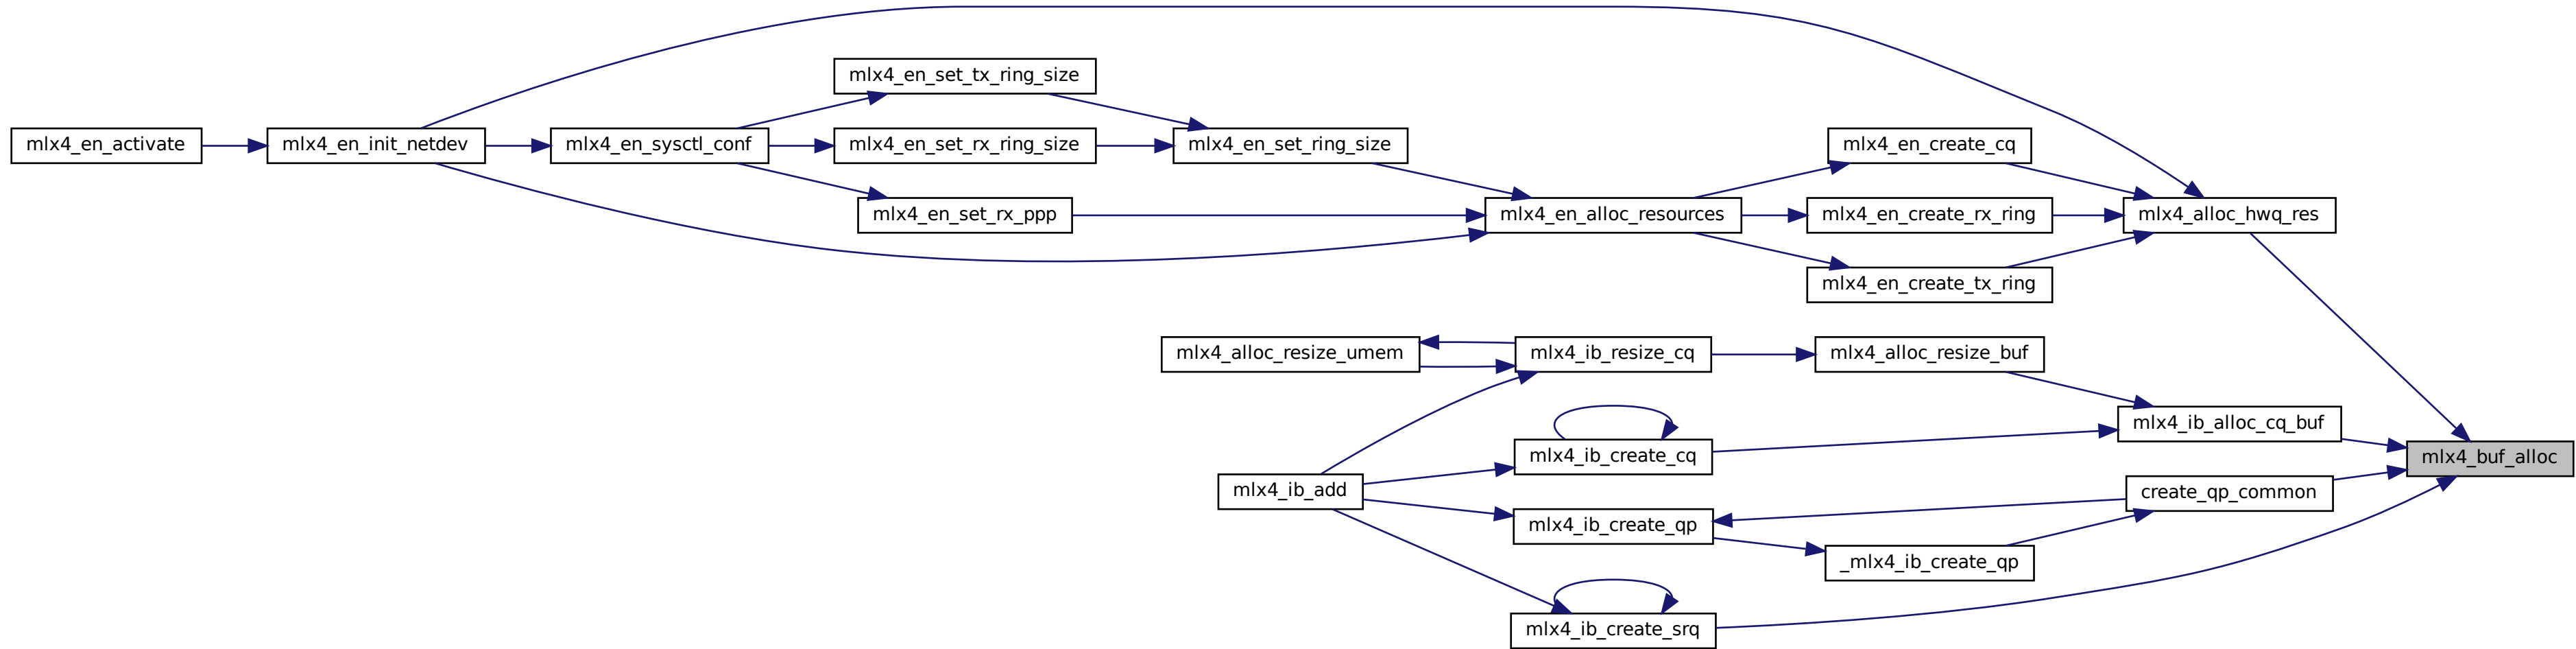 mlx4_en_set_tx_ring_size
mlx4_en_activate
mlx4_en_init_netdev
mlx4_en_sysctl_conf
mlx4_en_set_rx_ring_size
mlx4_en_set_ring_size
mlx4_en_create_cq
mlx4_en_set_rx_ppp
mlx4_en_alloc_resources
mlx4_en_create_rx_ring
mlx4_alloc_hwq_res
mlx4_en_create_tx_ring
mlx4_alloc_resize_umem
mlx4_ib_resize_cq
mlx4_alloc_resize_buf
mlx4_ib_alloc_cq_buf
mlx4_ib_create_cq
mlx4_buf_alloc
mlx4_ib_add
create_qp_common
mlx4_ib_create_qp
_mlx4_ib_create_qp
mlx4_ib_create_srq